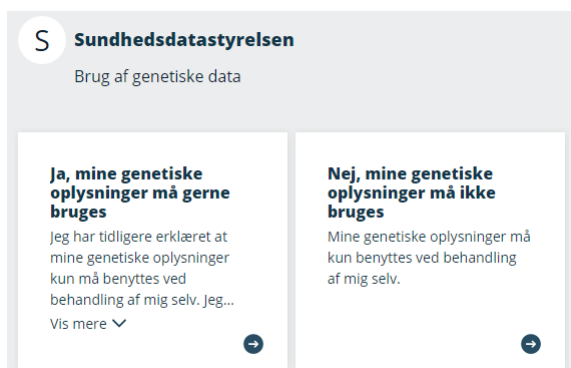 S
Sundhedsdatastyrelsen
Brug af genetiske data
Ja, mine genetiske
oplysninger må gerne
bruges
Jeg har tidligere erklæret at
mine genetiske oplysninger
kun må benyttes ved
behandling af mig selv. Jeg...
Vis mere
Nej, mine genetiske
oplysninger må ikke
bruges
Mine genetiske oplysninger må
kun benyttes ved behandling
af mig selv.